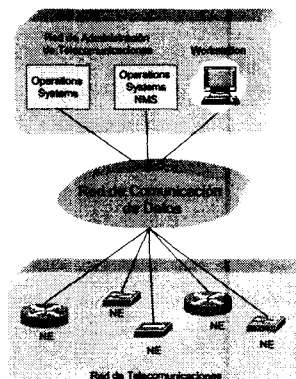 Red de Administración
de Telecomunicaciones
Workstation
Operations
Systems
Operations
Systems
NMS
Red de Comunicación
de Datos
NE
NE
NE
NE
NE
Red de Telecomunicaciones